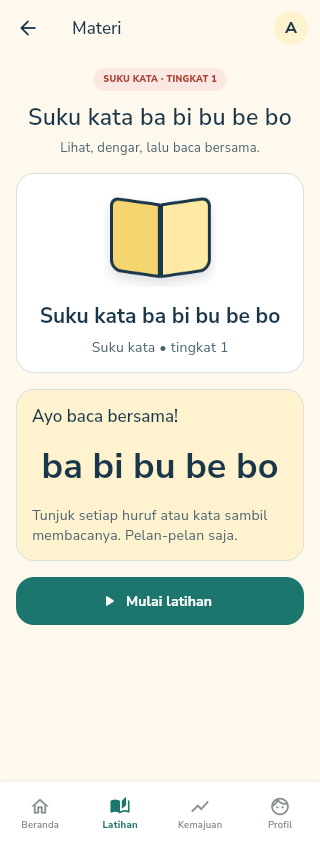 Materi
A
SUKU KATA • TINGKAT 1
Suku kata ba bi bu be bo
Lihat, dengar, lalu baca bersama.
Suku kata ba bi bu be bo
Suku kata • tingkat 1
Ayo baca bersama!
ba bi bu be bo
Tunjuk setiap huruf atau kata sambil
membacanya. Pelan-pelan saja.
Mulai latihan
Beranda
Latihan
Kemajuan
Profil